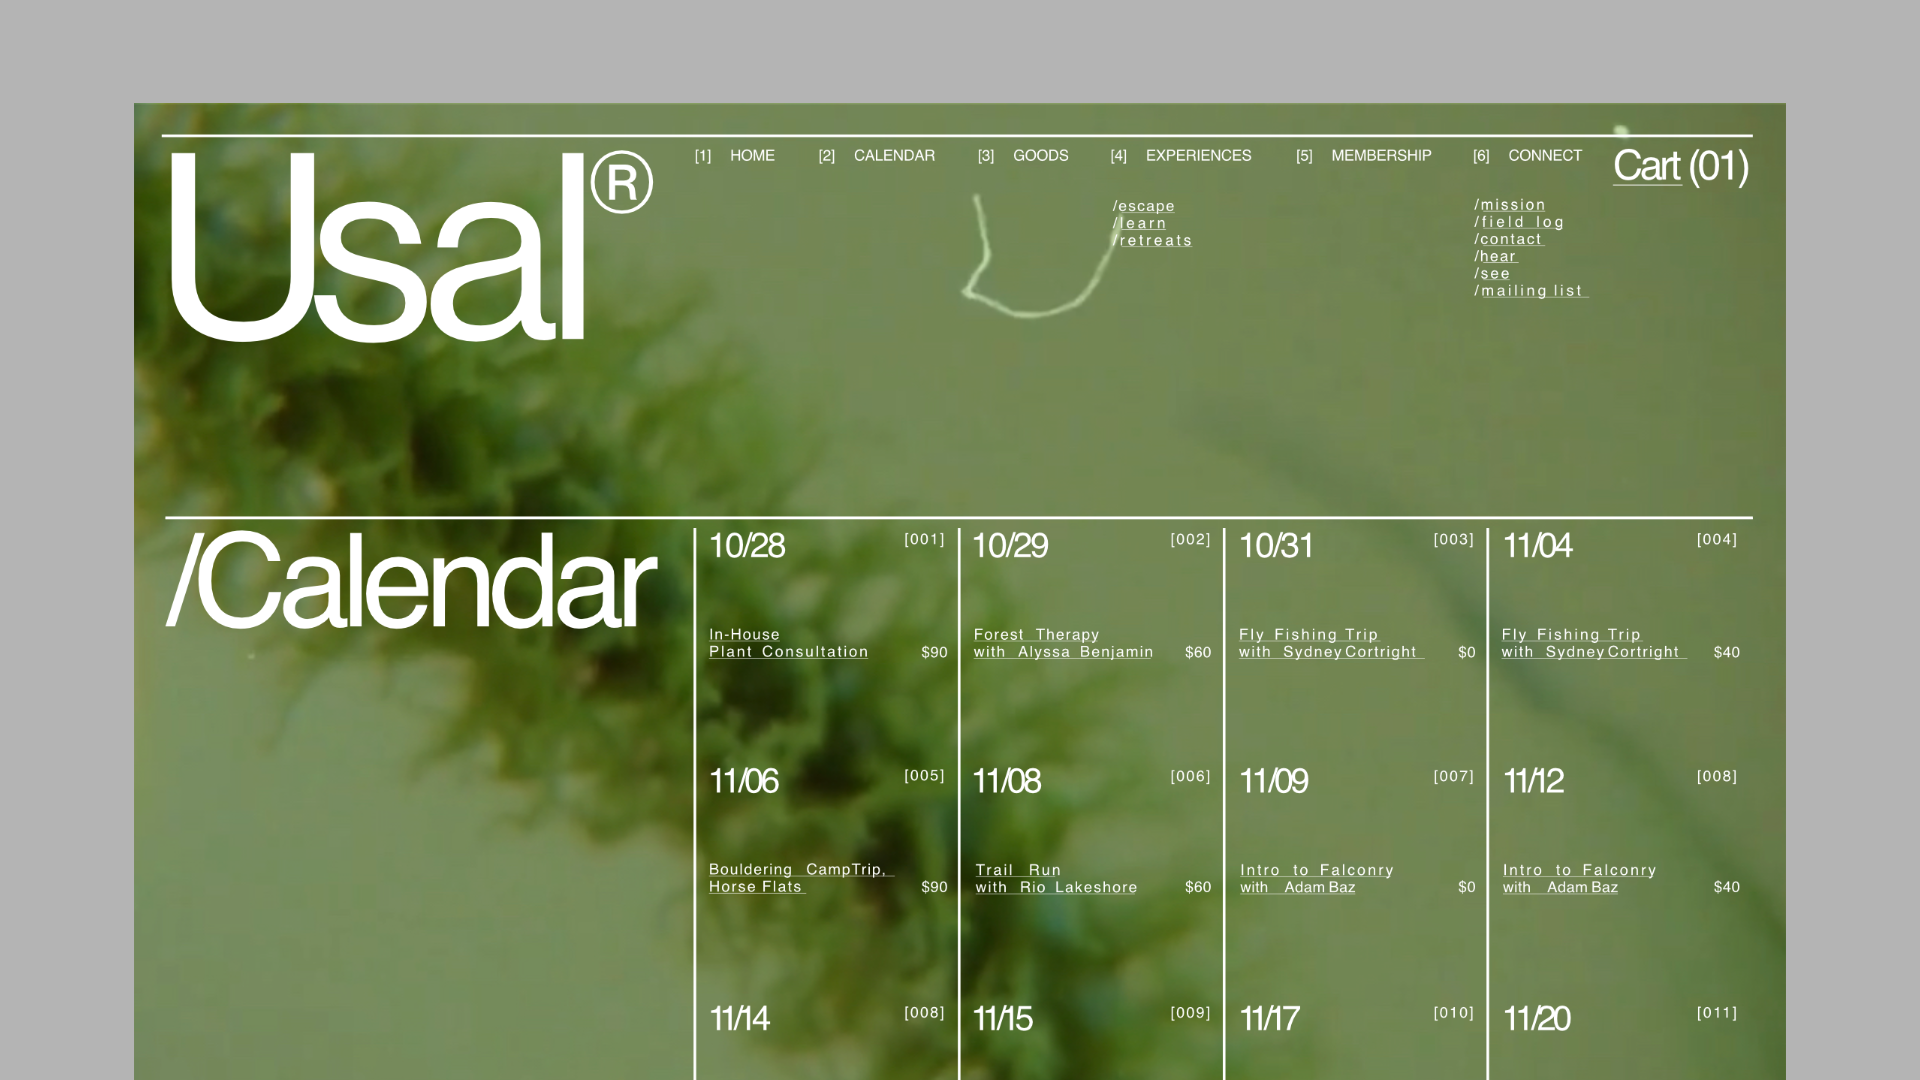 Usal®
[1] HOME
[2] CALENDAR
[3] GOODS
[4] EXPERIENCES
/escape
/learn
/retreats
[5] MEMBERSHIP
[6] CONNECT
/mission
/field log
/contact
/hear
/see
/mailing list
Cart (01)
/Calendar
10/28 [001]
In-House
Plant Consultation $90
10/29 [002]
Forest Therapy
with Alyssa Benjamin $60
10/31 [003]
Fly Fishing Trip
with Sydney Cortright $0
11/04 [004]
Fly Fishing Trip
with Sydney Cortright $40
11/06 [005]
Bouldering CampTrip,
Horse Flats $90
11/08 [006]
Trail Run
with Rio Lakeshore $60
11/09 [007]
Intro to Falconry
with Adam Baz $0
11/12 [008]
Intro to Falconry
with Adam Baz $40
11/14 [008]
11/15 [009]
11/17 [010]
11/20 [011]